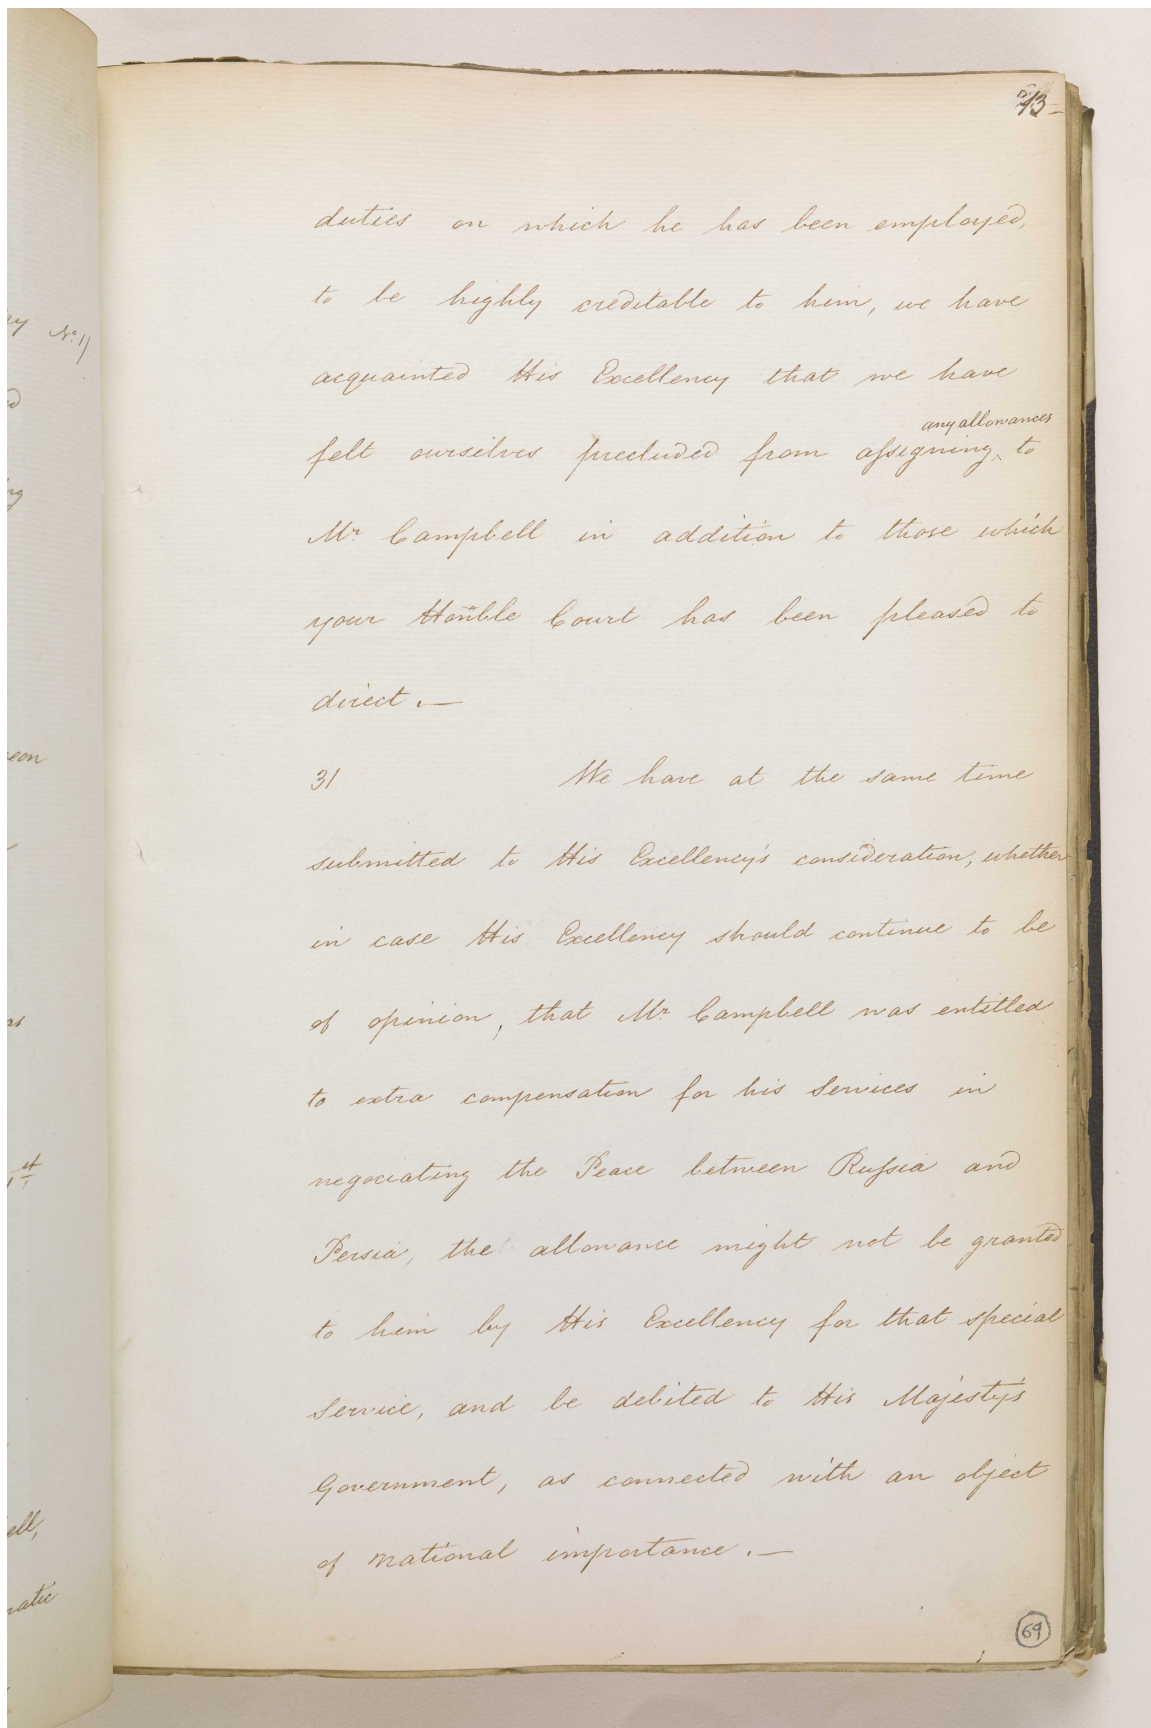 duties on which he has been employed,
to be highly creditable to him, we have
acquainted His Excellency that we have
any allowances
felt ourselves precluded from assigning ^ to
Mr. Campbell in addition to those which
your Honble Court has been pleased to
direct. —
31 We have at the same time
submitted to His Excellency's consideration, whether
in case His Excellency should continue to be
of opinion, that Mr. Campbell was entitled
to extra compensation for his Services in
negociating the Peace between Russia and
Persia, the allowance might not be granted
to him by His Excellency for that special
Service, and be debited to His Majesty's
Government, as connected with an object
of national importance. —
69
No. 11
eon
ell,